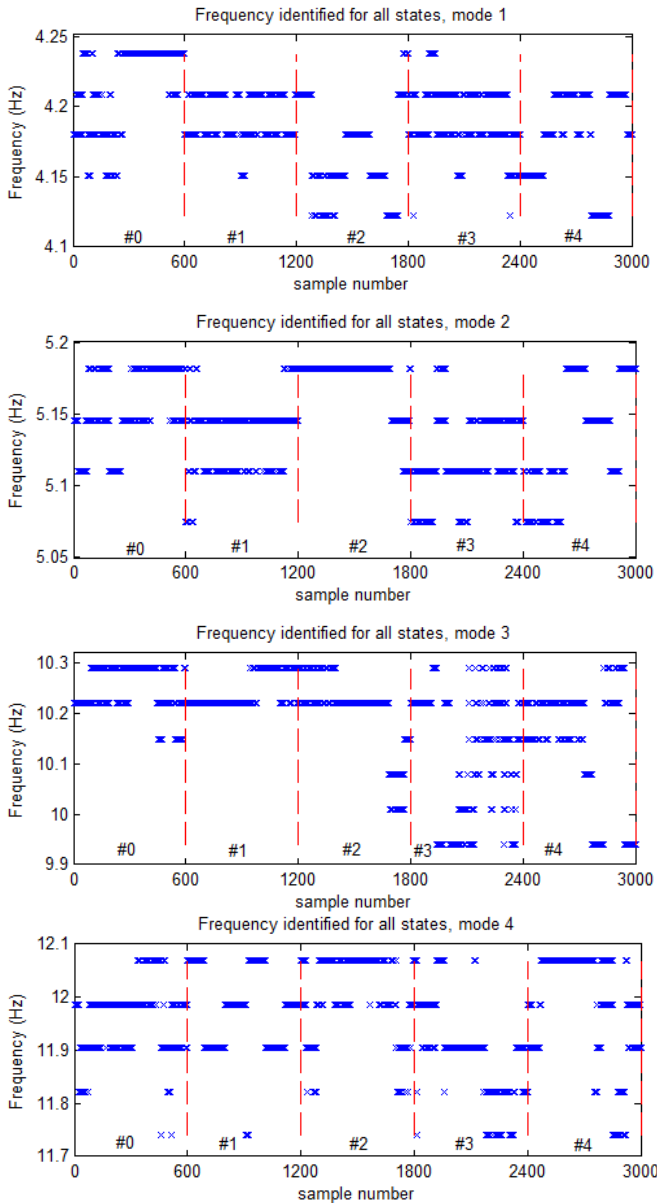 Frequency identified for all states, mode 1
4.25
4.2
4.15
4.1
Frequency (Hz)
#0 #1 #2 #3 #4
0 600 1200 1800 2400 3000
sample number
Frequency identified for all states, mode 2
5.2
5.15
5.1
5.05
Frequency (Hz)
#0 #1 #2 #3 #4
0 600 1200 1800 2400 3000
sample number
Frequency identified for all states, mode 3
10.3
10.2
10.1
10
9.9
Frequency (Hz)
#0 #1 #2 #3 #4
0 600 1200 1800 2400 3000
sample number
Frequency identified for all states, mode 4
12.1
12
11.9
11.8
11.7
Frequency (Hz)
#0 #1 #2 #3 #4
0 600 1200 1800 2400 3000
sample number